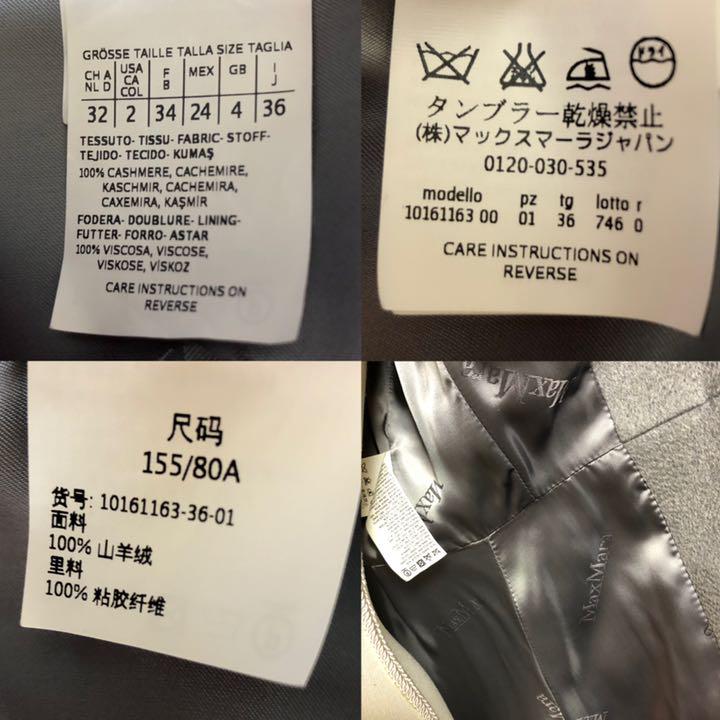 GRÖSSE TAILLE TALLA SIZE TAGLIA
CH A NL D USA CA COL F B MEX GB I J
32 2 34 24 4 36
TESSUTO- TISSU- FABRIC- STOFF-
TEJIDO- TECIDO- KUMAŞ
100% CASHMERE, CACHEMIRE,
KASCHMIR, CACHEMIRA,
CAXEMIRA, KAŞMİR
FODERA- DOUBLURE- LINING-
FUTTER- FORRO- ASTAR
100% VISCOSA, VISCOSE,
VISKOSE, VİSKOZ
CARE INSTRUCTIONS ON
REVERSE
ドライ
タンブラー乾燥禁止
(株)マックスマーラジャパン
0120-030-535
modello pz tg lotto r
10161163 00 01 36 746 0
CARE INSTRUCTIONS ON
REVERSE
尺码
155/80A
货号: 10161163-36-01
面料
100% 山羊绒
里料
100% 粘胶纤维
MaxMara
MaxMara
MaxMara
MaxMara